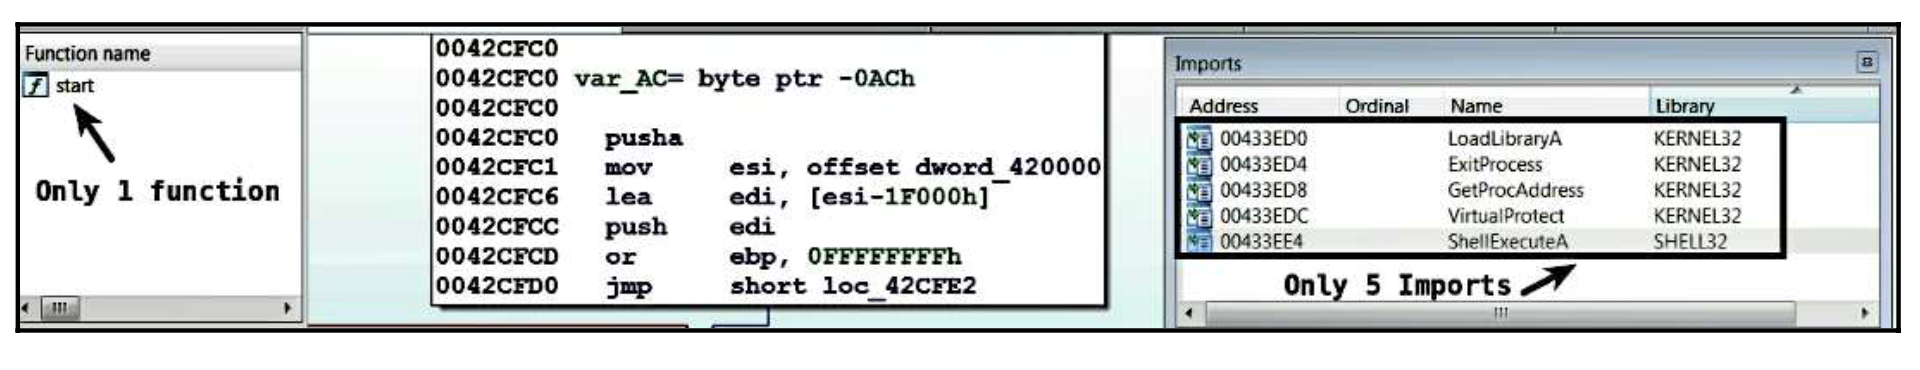 Function name
f start
Only 1 function
0042CFC0
0042CFC0 var_AC= byte ptr -0ACh
0042CFC0
0042CFC0 pusha
0042CFC1 mov esi, offset dword_420000
0042CFC6 lea edi, [esi-1F000h]
0042CFCC push edi
0042CFCD or ebp, 0FFFFFFFFh
0042CFD0 jmp short loc_42CFE2
Imports
Address Ordinal Name Library
00433ED0 LoadLibraryA KERNEL32
00433ED4 ExitProcess KERNEL32
00433ED8 GetProcAddress KERNEL32
00433EDC VirtualProtect KERNEL32
00433EE4 ShellExecuteA SHELL32
Only 5 Imports